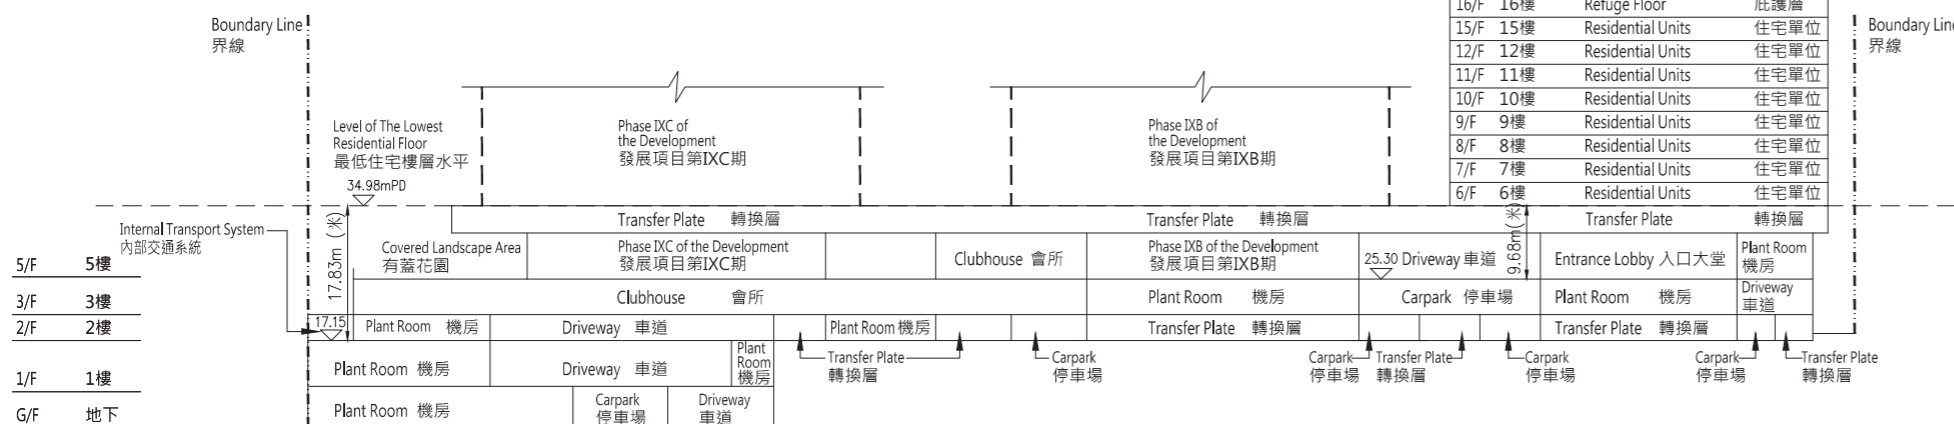 16/F 16樓 Refuge Floor 庇護層
Boundary Line
界線
15/F 15樓 Residential Units 住宅單位
Boundary Line
界線
12/F 12樓 Residential Units 住宅單位
11/F 11樓 Residential Units 住宅單位
10/F 10樓 Residential Units 住宅單位
9/F 9樓 Residential Units 住宅單位
8/F 8樓 Residential Units 住宅單位
7/F 7樓 Residential Units 住宅單位
6/F 6樓 Residential Units 住宅單位
Level of The Lowest
Residential Floor
最低住宅樓層水平
34.98mPD
Phase IXC of
the Development
發展項目第IXC期
Phase IXB of
the Development
發展項目第IXB期
Transfer Plate 轉換層
Transfer Plate 轉換層
Transfer Plate 轉換層
Internal Transport System
內部交通系統
17.83m (米)
9.68m(米)
5/F 5樓
Covered Landscape Area
有蓋花園
Phase IXC of the Development
發展項目第IXC期
Clubhouse 會所
Phase IXB of the Development
發展項目第IXB期
25.30 Driveway 車道
Entrance Lobby 入口大堂
Plant Room
機房
3/F 3樓
Clubhouse 會所
Plant Room 機房
Carpark 停車場
Plant Room 機房
Driveway
車道
2/F 2樓
17.15
Plant Room 機房
Driveway 車道
Plant Room 機房
Transfer Plate 轉換層
Transfer Plate 轉換層
1/F 1樓
Plant Room 機房
Driveway 車道
Plant
Room
機房
Transfer Plate
轉換層
Carpark
停車場
Carpark
停車場
Transfer Plate
轉換層
Carpark
停車場
Carpark
停車場
Transfer Plate
轉換層
G/F 地下
Plant Room 機房
Carpark
停車場
Driveway
車道